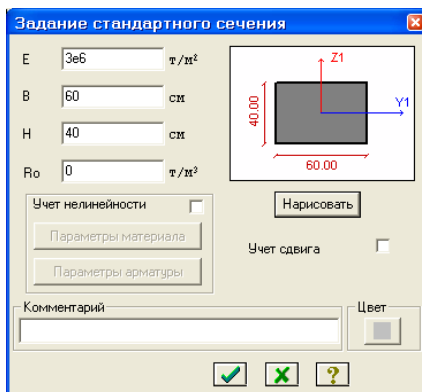 Задание стандартного сечения
E 3e6 т/м²
B 60 см
H 40 см
Ro 0 т/м³
Z1
Y1
40.00
60.00
Учет нелинейности
Нарисовать
Параметры материала
Учет сдвига
Параметры арматуры
Комментарий
Цвет
?